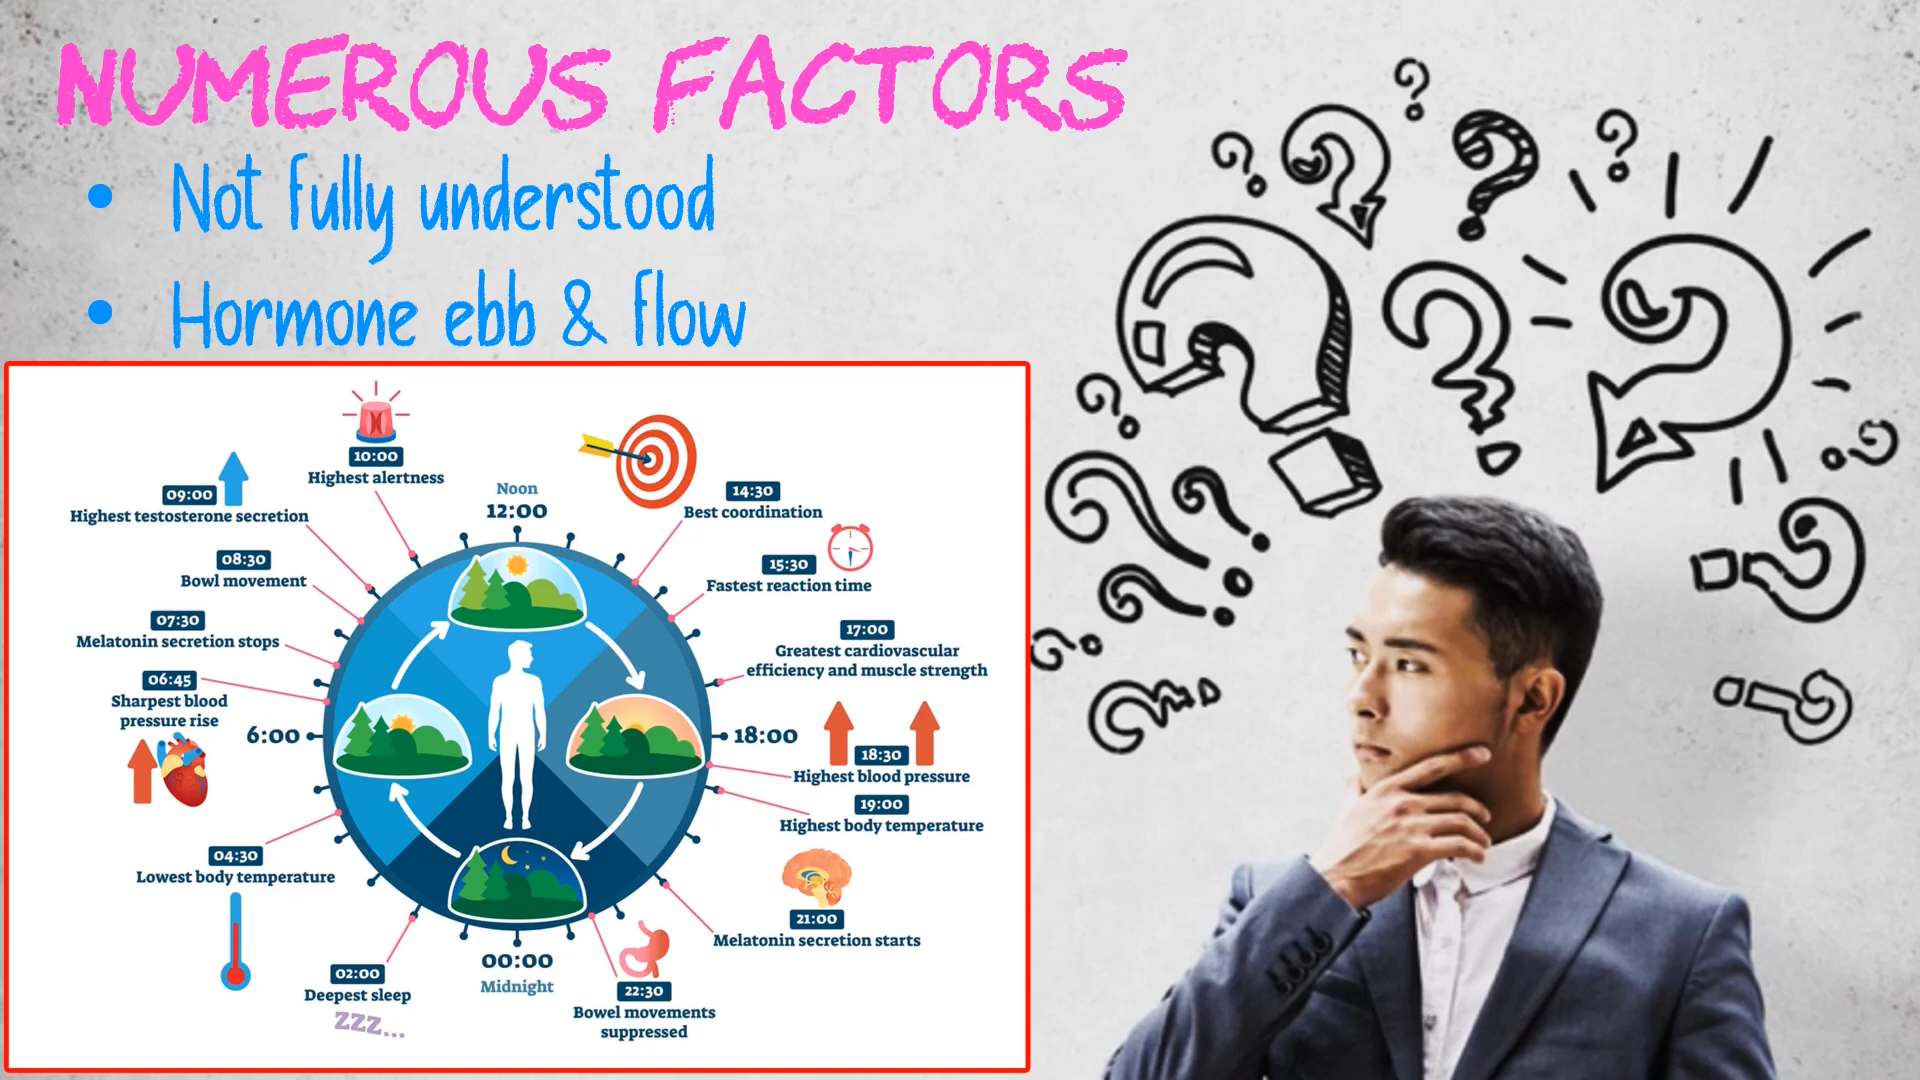 NUMEROUS FACTORS
• Not fully understood
• Hormone ebb & flow
10:00
Highest alertness
09:00
Highest testosterone secretion
08:30
Bowl movement
07:30
Melatonin secretion stops
06:45
Sharpest blood
pressure rise
6:00
04:30
Lowest body temperature
02:00
Deepest sleep
ZZZ...
Noon
12:00
14:30
Best coordination
15:30
Fastest reaction time
17:00
Greatest cardiovascular
efficiency and muscle strength
18:00
18:30
Highest blood pressure
19:00
Highest body temperature
21:00
Melatonin secretion starts
22:30
Bowel movements
suppressed
00:00
Midnight